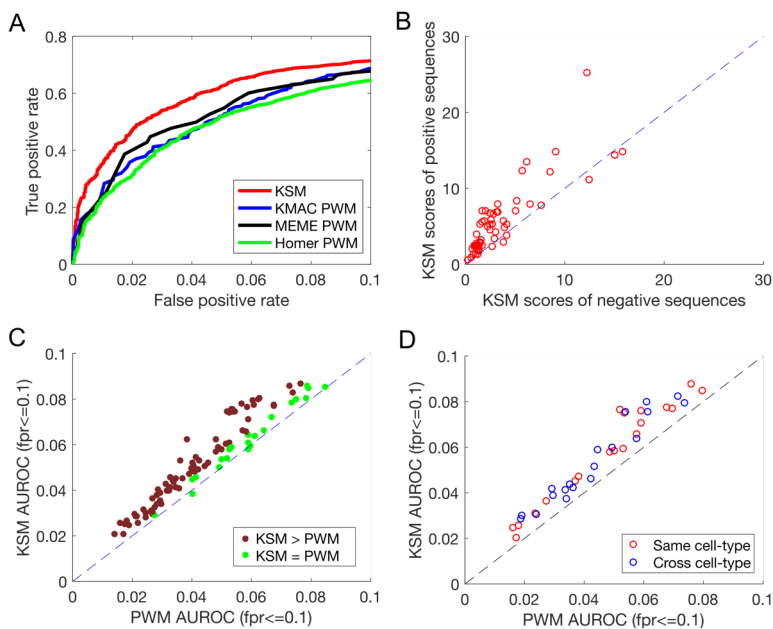 A
True positive rate
0.8
0.6
0.4
0.2
0
0 0.02 0.04 0.06 0.08 0.1
False positive rate
KSM
KMAC PWM
MEME PWM
Homer PWM
B
KSM scores of positive sequences
30
20
10
0
0 10 20 30
KSM scores of negative sequences
C
KSM AUROC (fpr<=0.1)
0.1
0.08
0.06
0.04
0.02
0
0 0.02 0.04 0.06 0.08 0.1
PWM AUROC (fpr<=0.1)
KSM > PWM
KSM = PWM
D
KSM AUROC (fpr<=0.1)
0.1
0.08
0.06
0.04
0.02
0
0 0.02 0.04 0.06 0.08 0.1
PWM AUROC (fpr<=0.1)
Same cell-type
Cross cell-type